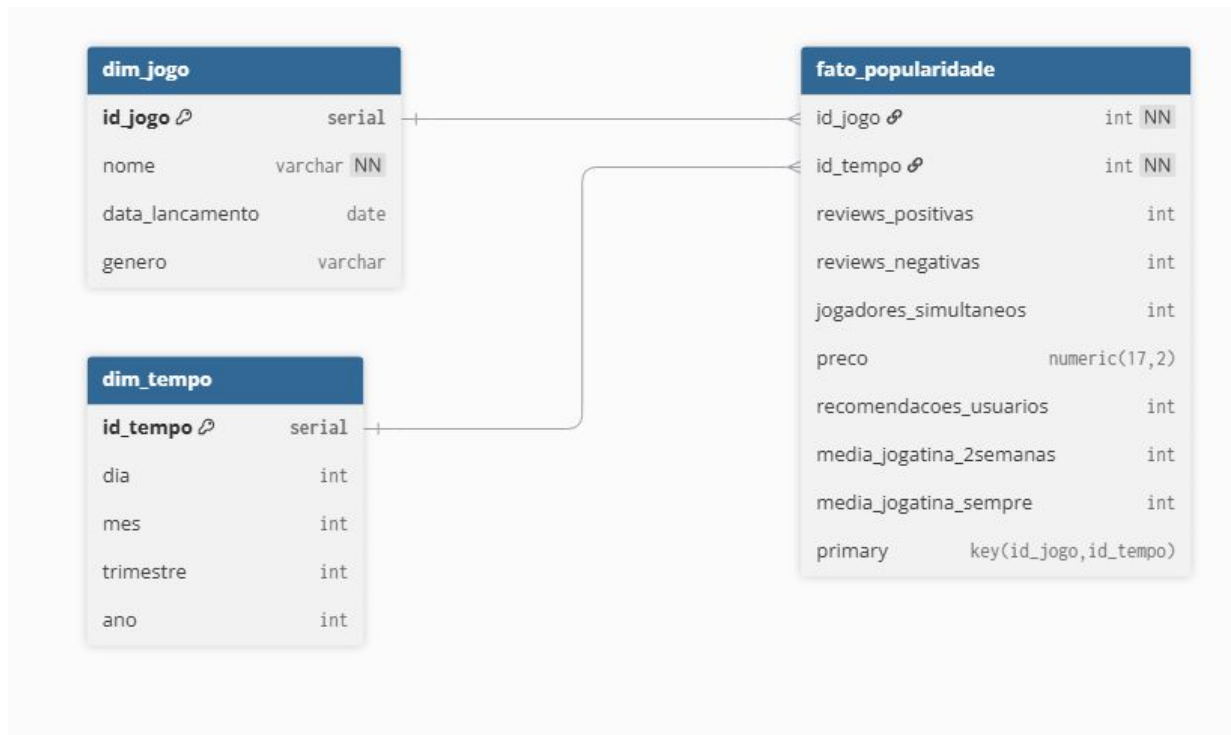 dim_jogo
id_jogo serial
nome varchar NN
data_lancamento date
genero varchar
dim_tempo
id_tempo serial
dia int
mes int
trimestre int
ano int
fato_popularidade
id_jogo int NN
id_tempo int NN
reviews_positivas int
reviews_negativas int
jogadores_simultaneos int
preco numeric(17,2)
recomendacoes_usuarios int
media_jogatina_2semanas int
media_jogatina_sempre int
primary key(id_jogo,id_tempo)